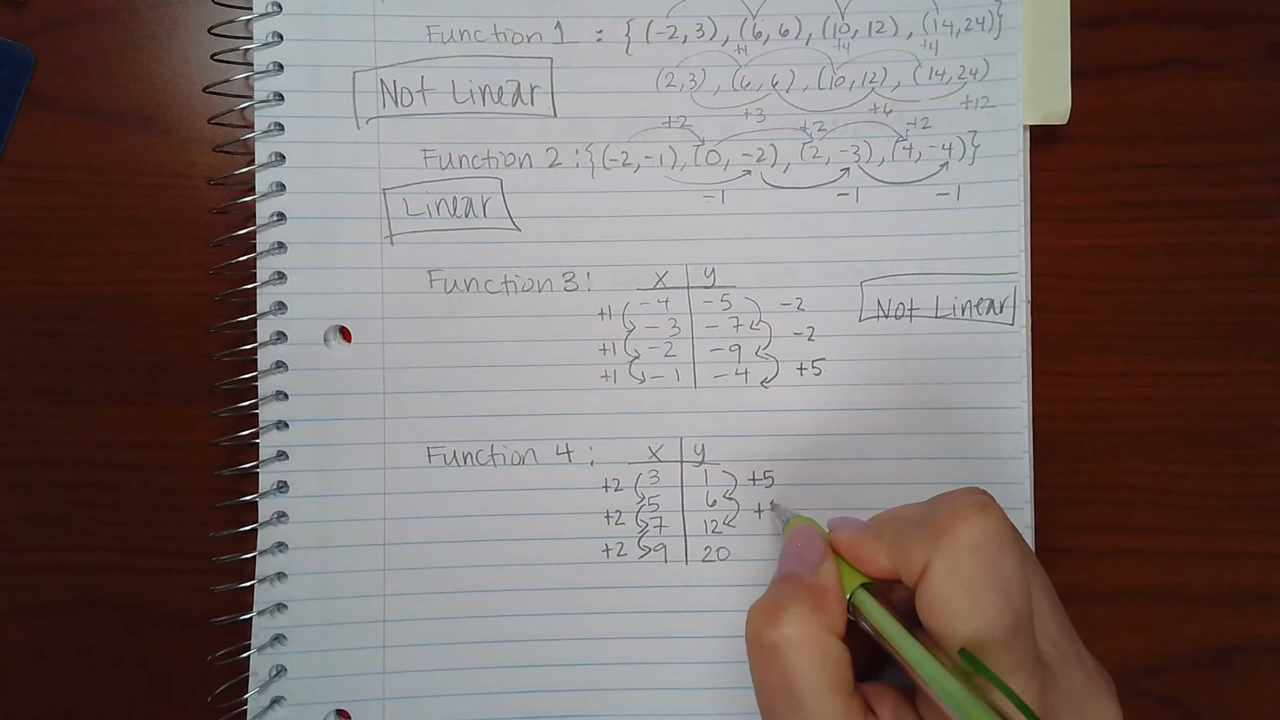 Function 1 : {(-2,3), (6,6), (10,12), (14,24)}
+4 +4 +4
(2,3), (6,6), (10,12), (14,24)
Not Linear
+3 +6 +12
+2 +2 +2
Function 2 : {(-2,-1), (0,-2), (2,-3), (4,-4)}
-1 -1 -1
Linear
Function 3: x y
+1 -4 -5 -2
Not Linear
-3 -7 -2
+1 -2 -9
+1 -1 -4 +5
Function 4 : x y
+2 3 1 +5
5 6 +
+2 7 12
+2 9 20